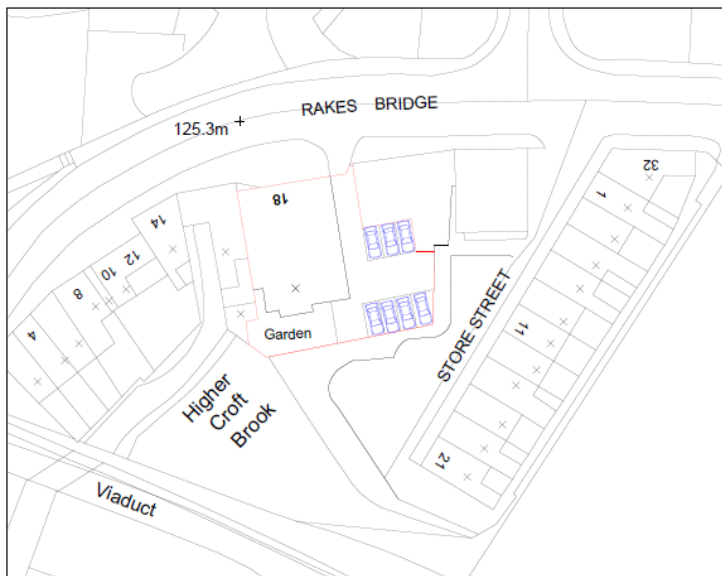 RAKES BRIDGE
125.3m
32
18
1
14
12
10
8
4
Garden
STORE STREET
11
Higher
Croft
Brook
21
Viaduct